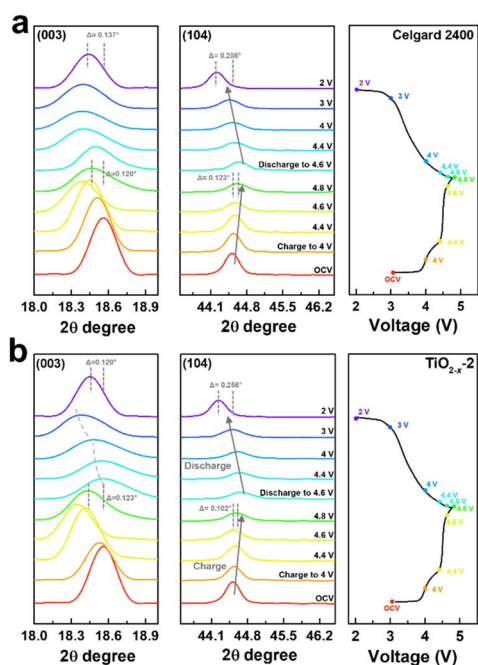 a
(003)
Δ= 0.137°
Δ=0.120°
18.0 18.3 18.6 18.9
2θ degree
(104)
Δ= 0.286°
2 V
3 V
4 V
4.4 V
Discharge to 4.6 V
Δ=0.123°
4.8 V
4.6 V
4.4 V
Charge to 4 V
OCV
44.1 44.8 45.5 46.2
2θ degree
Celgard 2400
2 V
3 V
4 V
4.4 V
4.6 V
4.8 V
4.6 V
4.4 V
4 V
OCV
2 3 4 5
Voltage (V)
b
(003)
Δ=0.120°
Δ=0.123°
18.0 18.3 18.6 18.9
2θ degree
(104)
Δ= 0.256°
2 V
3 V
4 V
Discharge
4.4 V
Discharge to 4.6 V
Δ= 0.102°
4.8 V
4.6 V
4.4 V
Charge
Charge to 4 V
OCV
44.1 44.8 45.5 46.2
2θ degree
TiO2-x-2
2 V
3 V
4 V
4.4 V
4.6 V
4.8 V
4.6 V
4.4 V
4 V
OCV
2 3 4 5
Voltage (V)